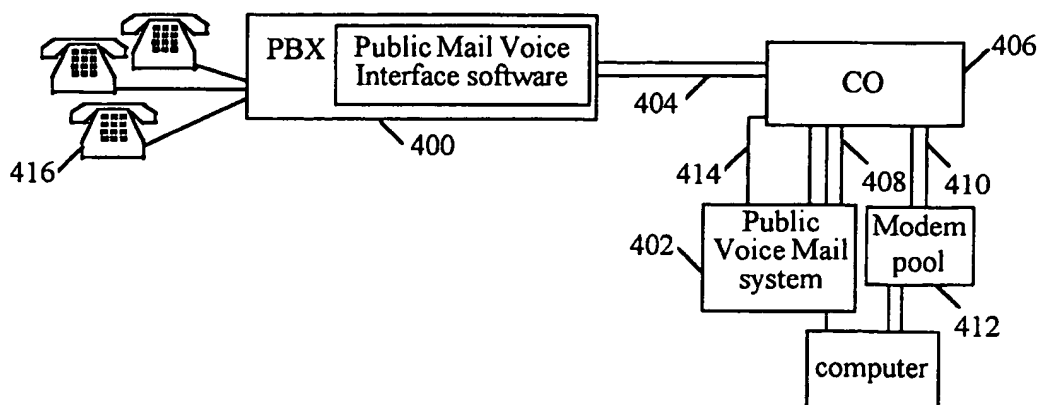 PBX
Public Mail Voice
Interface software
400
416
404
CO
406
414
408
410
Public
Voice Mail
system
402
Modem
pool
412
computer